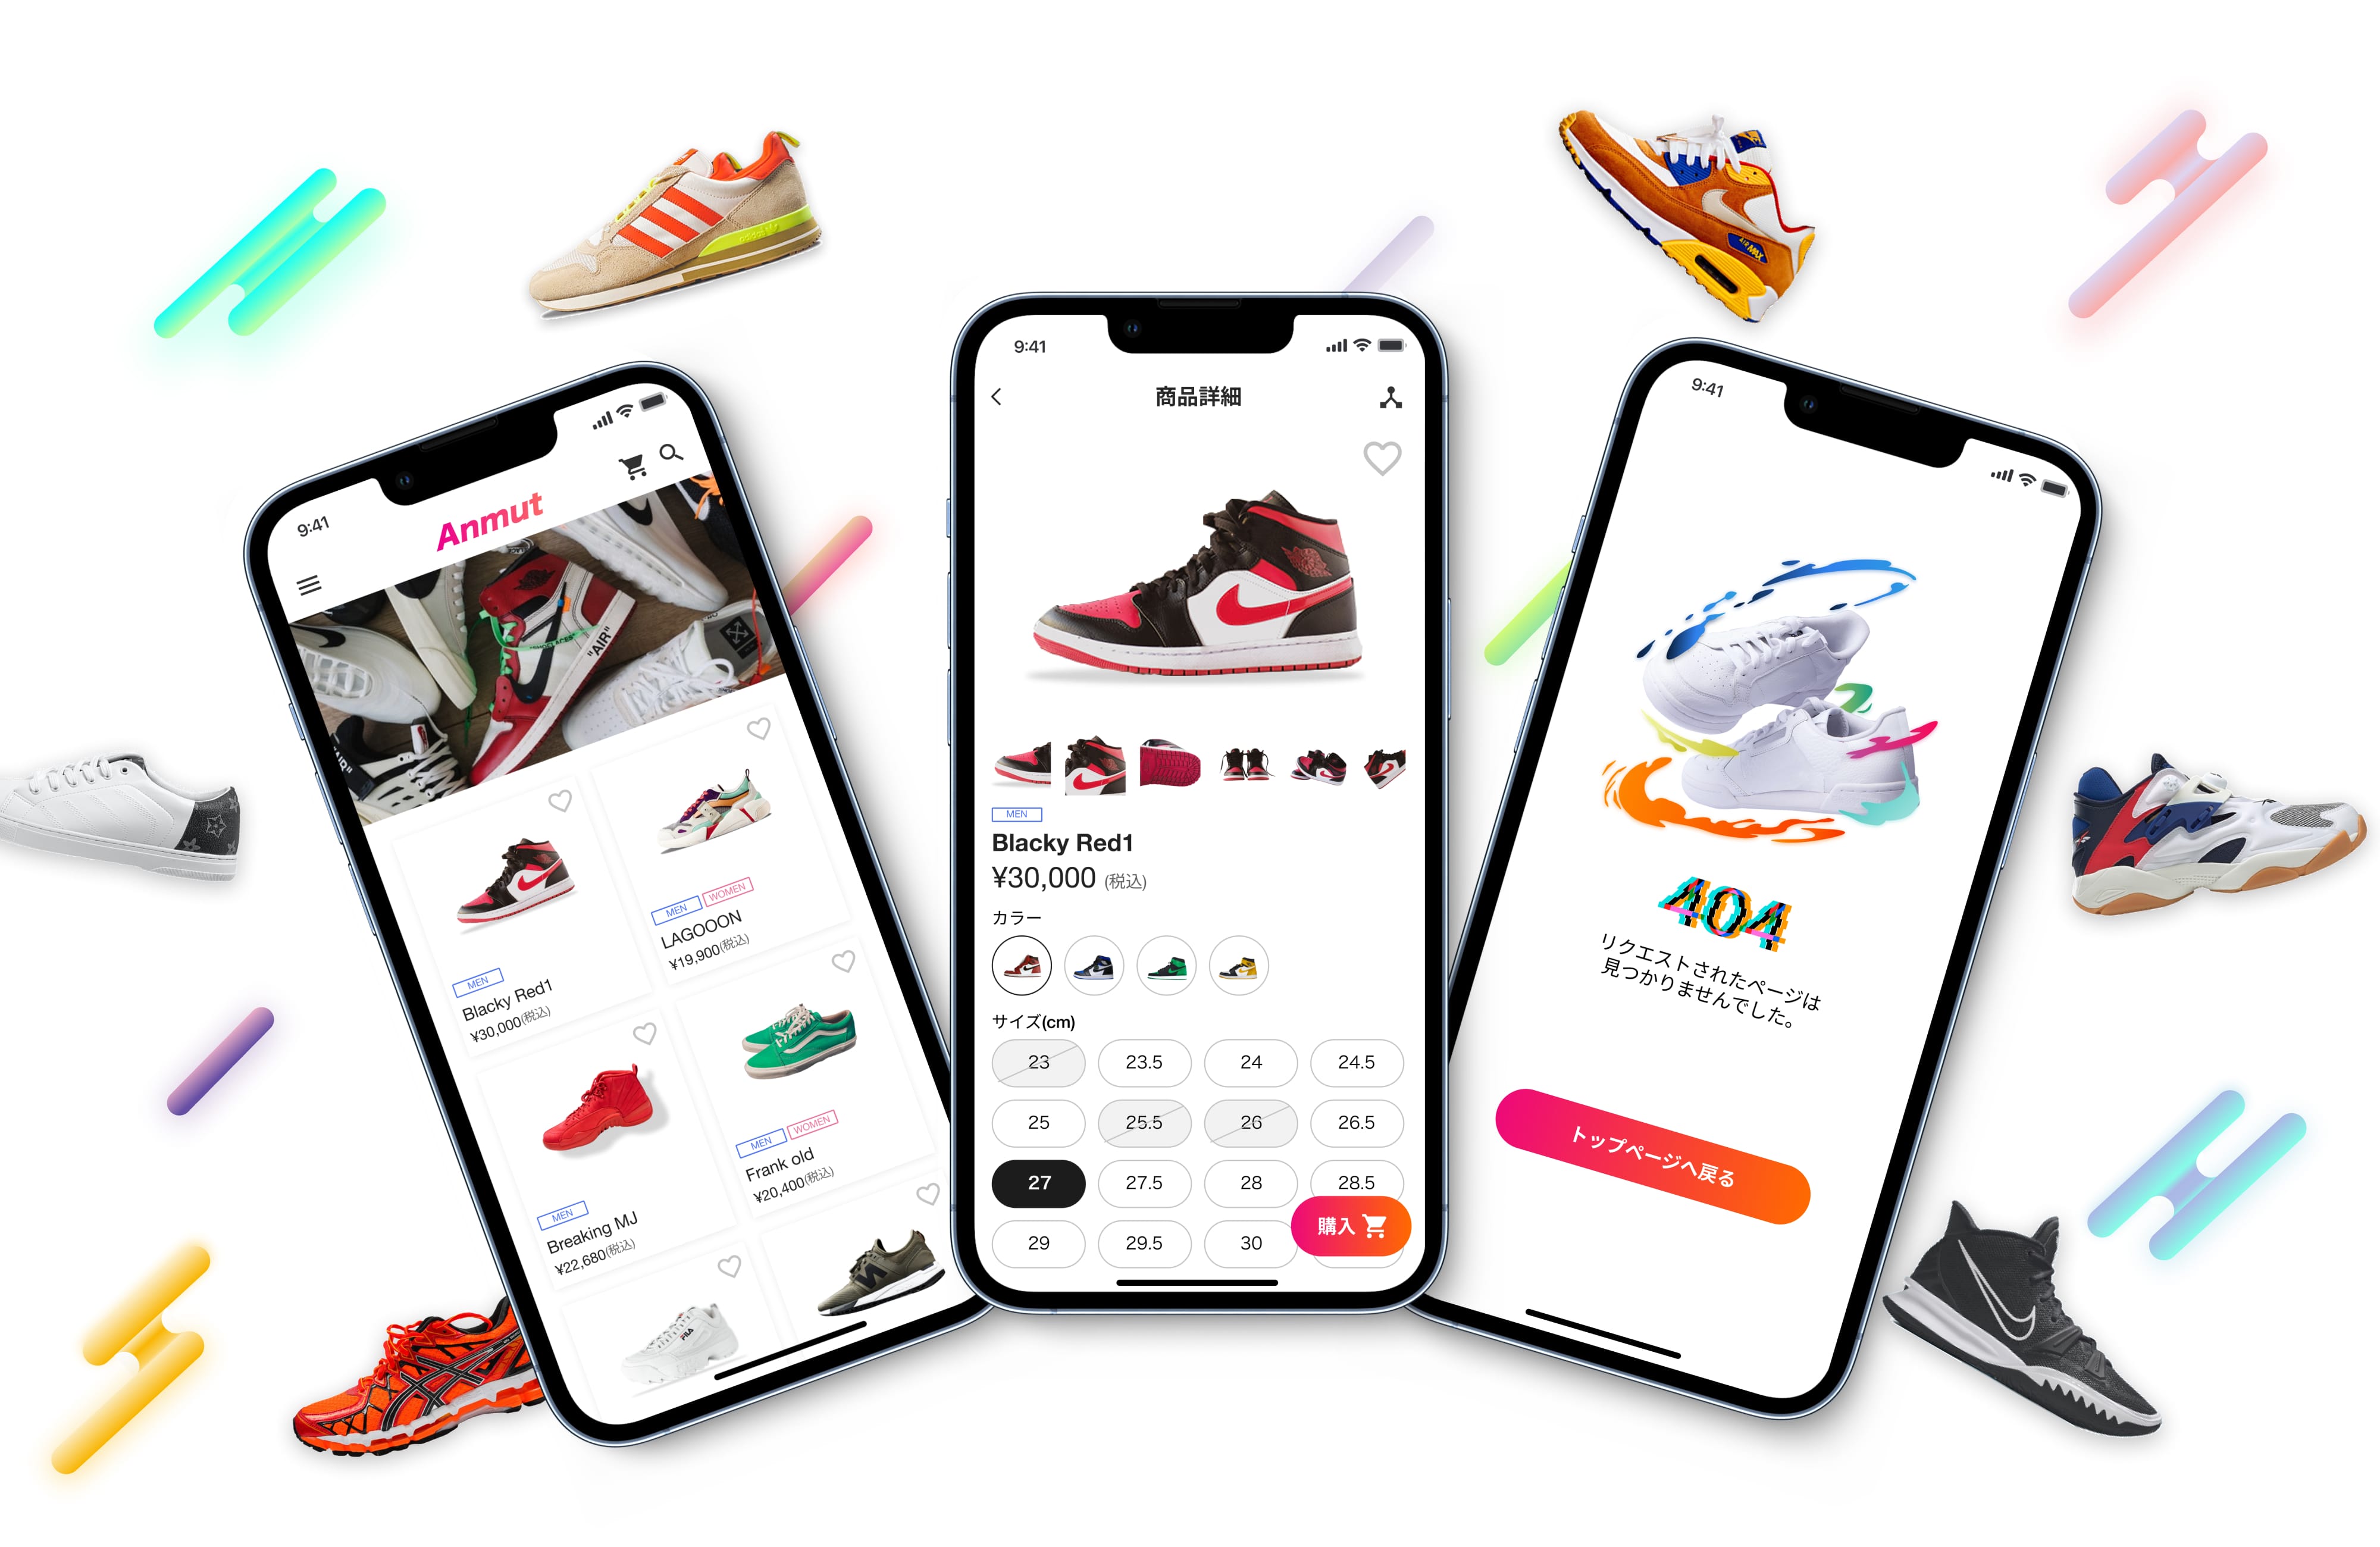 9:41
Anmut
"AIR"
MEN
Blacky Red1
¥30,000(税込)
MEN
WOMEN
LAGOOON
¥19,900(税込)
MEN
Breaking MJ
¥22,680(税込)
MEN
WOMEN
Frank old
¥20,400(税込)
FILA
9:41
商品詳細
MEN
Blacky Red1
¥30,000 (税込)
カラー
サイズ(cm)
23 23.5 24 24.5
25 25.5 26 26.5
27 27.5 28 28.5
29 29.5 30
購入
9:41
404
リクエストされたページは
見つかりませんでした。
トップページへ戻る
AIR MAX